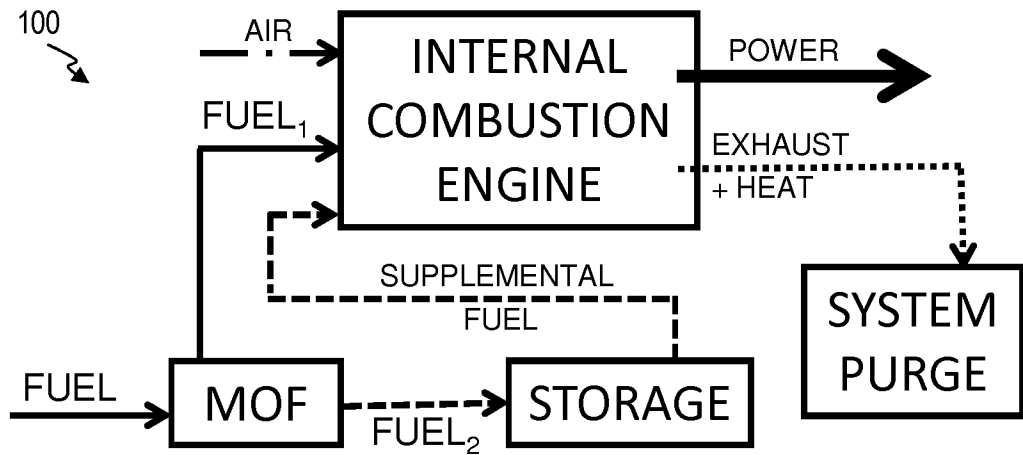 100
AIR
FUEL₁
INTERNAL
COMBUSTION
ENGINE
POWER
EXHAUST
+ HEAT
SUPPLEMENTAL
FUEL
SYSTEM
PURGE
FUEL
MOF
FUEL₂
STORAGE